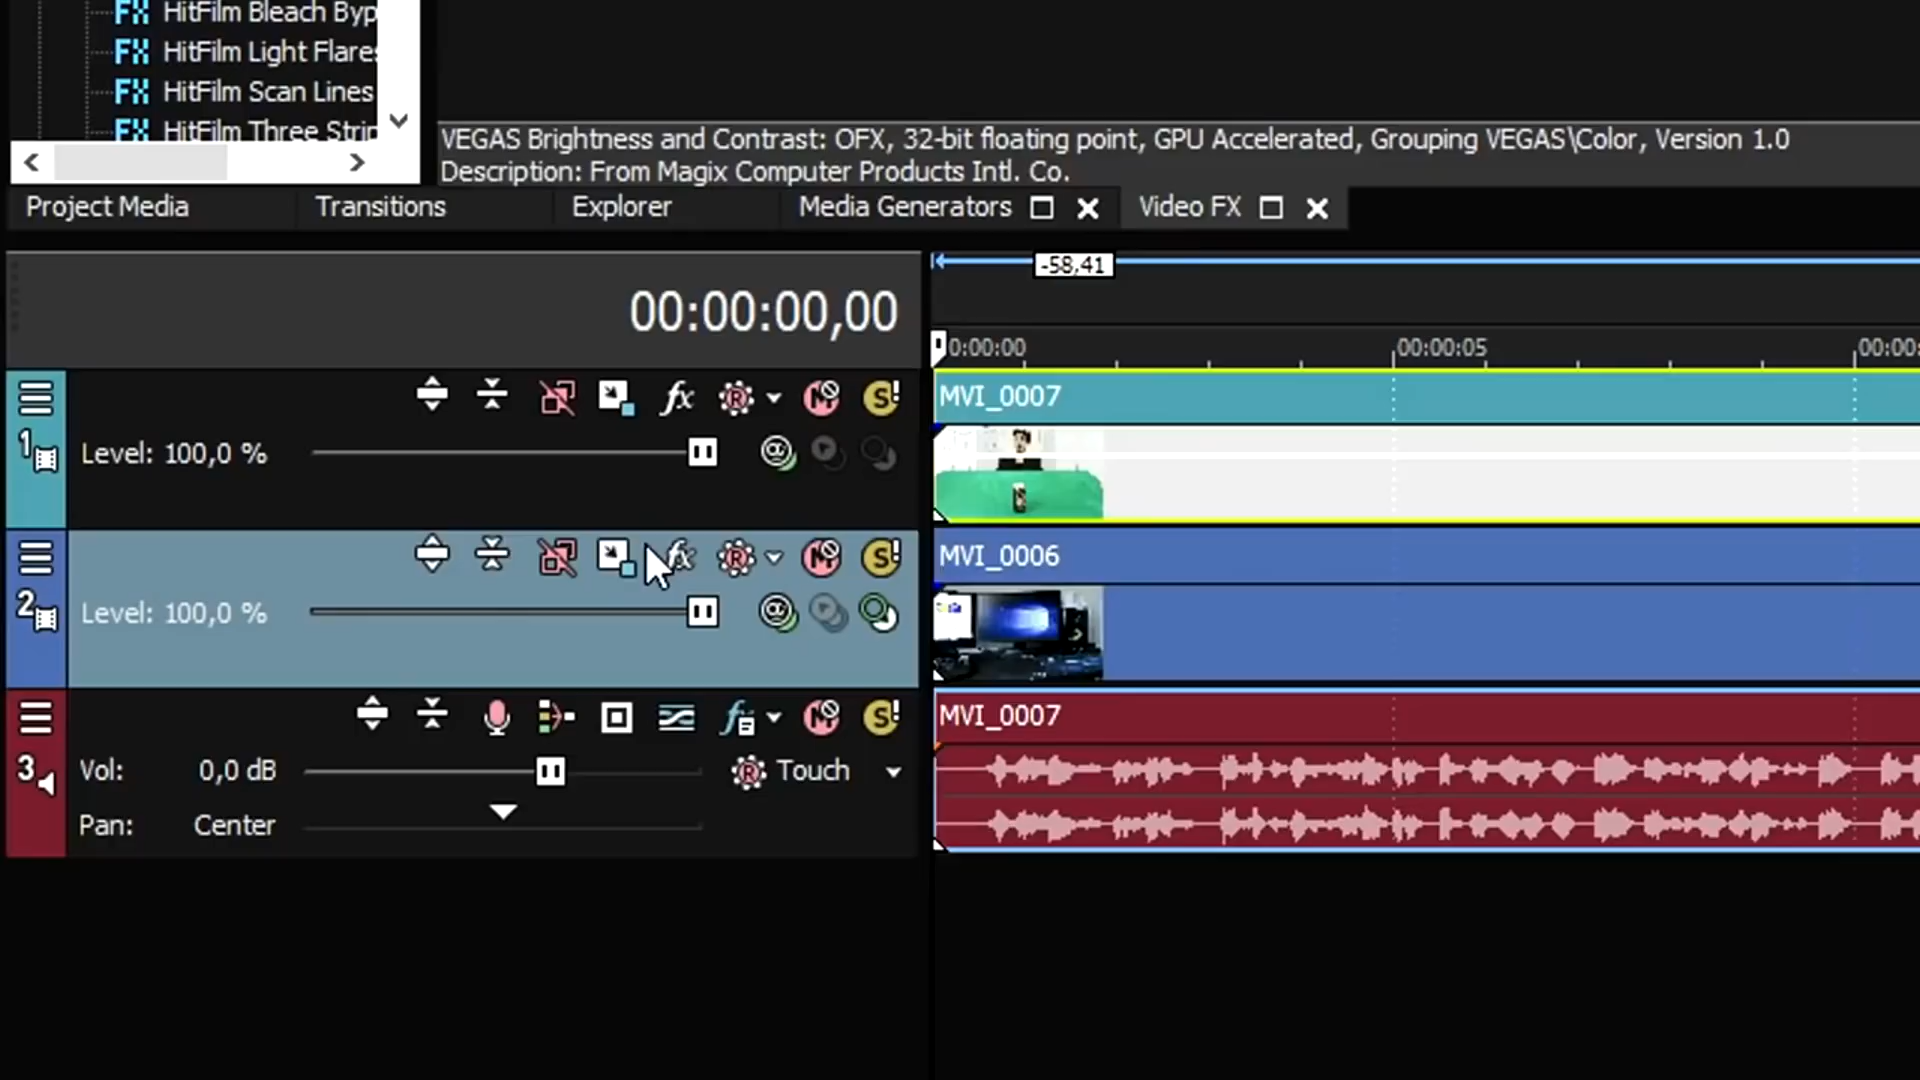 FX HitFilm Bleach Byp
FX HitFilm Light Flares
FX HitFilm Scan Lines
FX HitFilm Three Strip
VEGAS Brightness and Contrast: OFX, 32-bit floating point, GPU Accelerated, Grouping VEGAS\Color, Version 1.0
Description: From Magix Computer Products Intl. Co.
Project Media Transitions Explorer Media Generators Video FX
-58,41
00:00:00,00
0:00:00 00:00:05 00:00:
1 Level: 100,0 %
MVI_0007
2 Level: 100,0 %
MVI_0006
3 Vol: 0,0 dB Touch
Pan: Center
MVI_0007